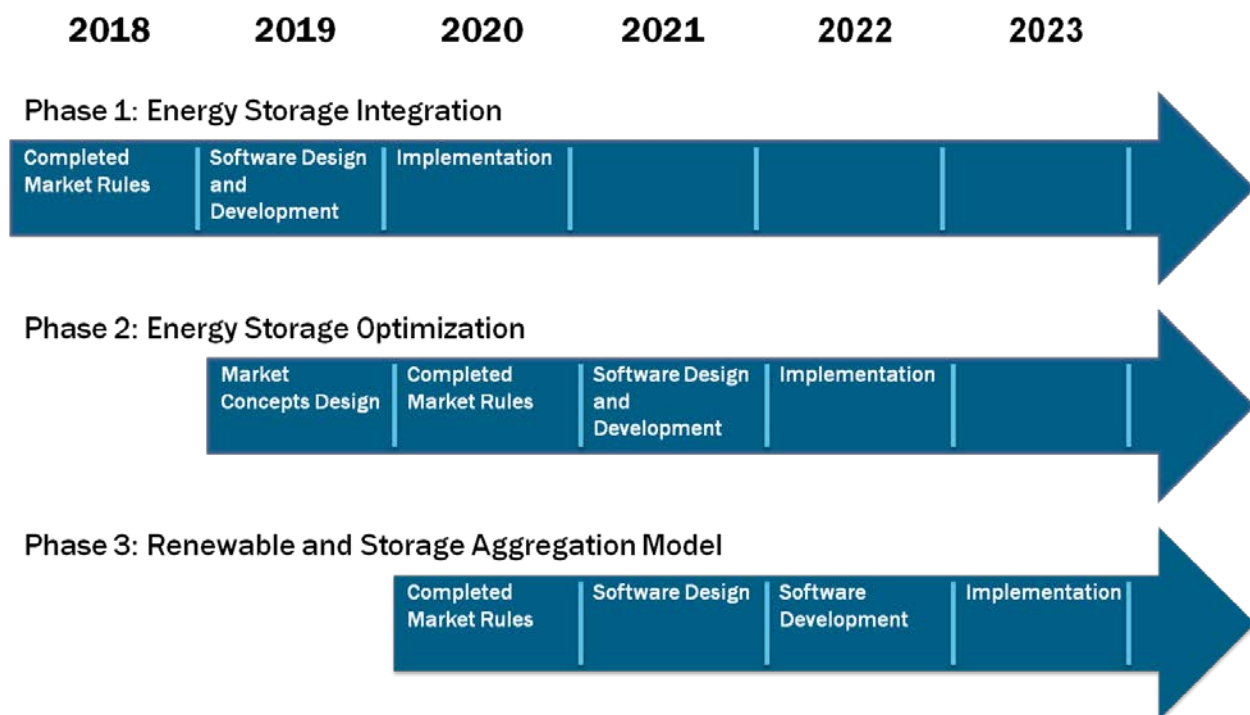 2018 2019 2020 2021 2022 2023
Phase 1: Energy Storage Integration
Completed
Market Rules
Software Design
and
Development
Implementation
Phase 2: Energy Storage Optimization
Market
Concepts Design
Completed
Market Rules
Software Design
and
Development
Implementation
Phase 3: Renewable and Storage Aggregation Model
Completed
Market Rules
Software Design
Software
Development
Implementation